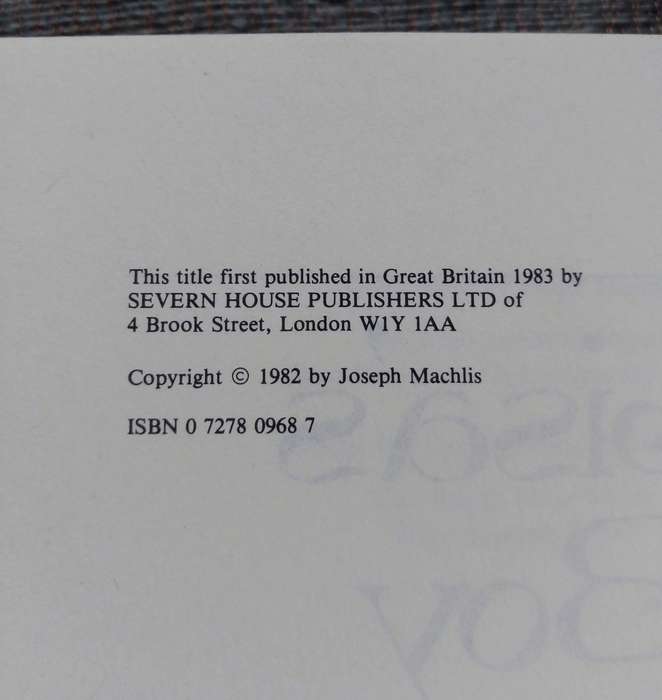 This title first published in Great Britain 1983 by
SEVERN HOUSE PUBLISHERS LTD of
4 Brook Street, London W1Y 1AA
Copyright © 1982 by Joseph Machlis
ISBN 0 7278 0968 7
Boy